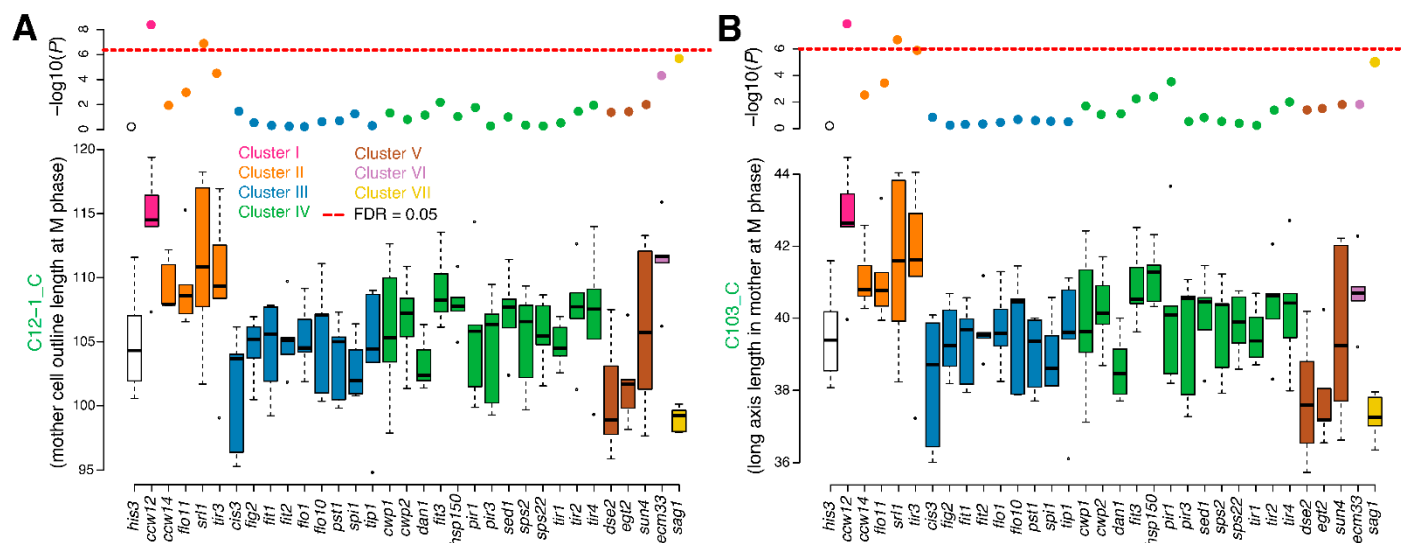 A
−log10(P)
8
6
4
2
0
Cluster I
Cluster II
Cluster III
Cluster IV
Cluster V
Cluster VI
Cluster VII
FDR = 0.05
C12−1_C
(mother cell outline length at M phase)
120
115
110
105
100
95
his3
ccw12
ccw14
flo11
srl1
tir3
cis3
fig2
fit1
fit2
flo1
flo10
pst1
spi1
tip1
cwp1
cwp2
dan1
fit3
hsp150
pir1
pir3
sed1
sps2
sps22
tir1
tir2
tir4
dse2
egt2
sun4
ecm33
sag1
B
−log10(P)
6
4
2
0
C103_C
(long axis length in mother at M phase)
44
42
40
38
36
his3
ccw12
ccw14
flo11
srl1
tir3
cis3
fig2
fit1
fit2
flo1
flo10
pst1
spi1
tip1
cwp1
cwp2
dan1
fit3
hsp150
pir1
pir3
sed1
sps2
sps22
tir1
tir2
tir4
dse2
egt2
sun4
ecm33
sag1